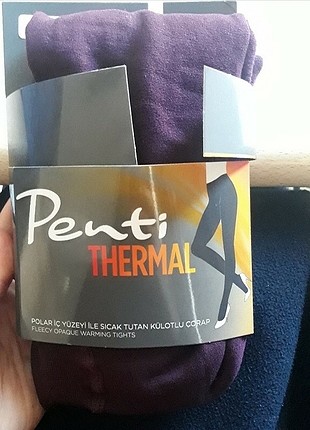 Penti
THERMAL
POLAR İÇ YÜZEYİ İLE SICAK TUTAN KÜLOTLU ÇORAP
FLEECY OPAQUE WARMING TIGHTS